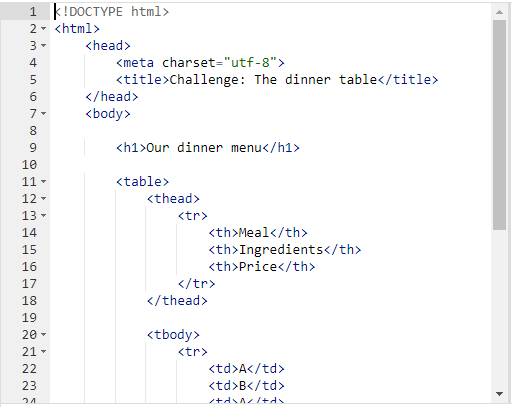 1 <!DOCTYPE html>
2 <html>
3 <head>
4 <meta charset="utf-8">
5 <title>Challenge: The dinner table</title>
6 </head>
7 <body>
8
9 <h1>Our dinner menu</h1>
10
11 <table>
12 <thead>
13 <tr>
14 <th>Meal</th>
15 <th>Ingredients</th>
16 <th>Price</th>
17 </tr>
18 </thead>
19
20 <tbody>
21 <tr>
22 <td>A</td>
23 <td>B</td>
24 <td>A</td>